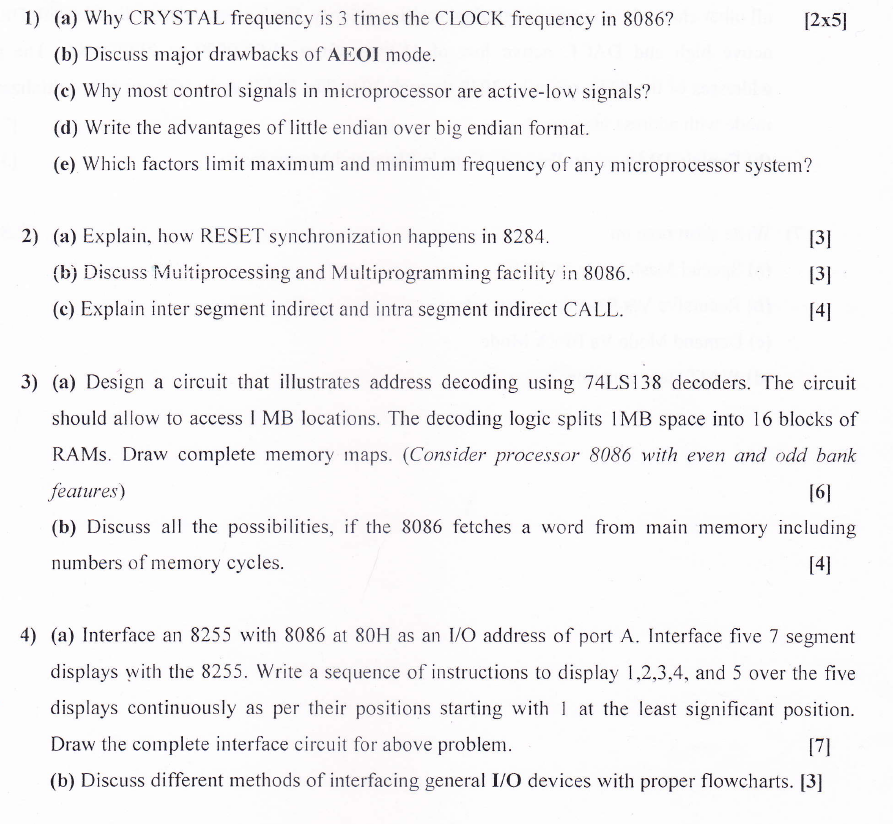 1) (a) Why CRYSTAL frequency is 3 times the CLOCK frequency in 8086? [2x5]
(b) Discuss major drawbacks of AEOI mode.
(c) Why most control signals in microprocessor are active-low signals?
(d) Write the advantages of little endian over big endian format.
(e) Which factors limit maximum and minimum frequency of any microprocessor system?
2) (a) Explain, how RESET synchronization happens in 8284. [3]
(b) Discuss Multiprocessing and Multiprogramming facility in 8086. [3]
(c) Explain inter segment indirect and intra segment indirect CALL. [4]
3) (a) Design a circuit that illustrates address decoding using 74LS138 decoders. The circuit
should allow to access 1 MB locations. The decoding logic splits 1MB space into 16 blocks of
RAMs. Draw complete memory maps. (Consider processor 8086 with even and odd bank
features) [6]
(b) Discuss all the possibilities, if the 8086 fetches a word from main memory including
numbers of memory cycles. [4]
4) (a) Interface an 8255 with 8086 at 80H as an I/O address of port A. Interface five 7 segment
displays with the 8255. Write a sequence of instructions to display 1,2,3,4, and 5 over the five
displays continuously as per their positions starting with 1 at the least significant position.
Draw the complete interface circuit for above problem. [7]
(b) Discuss different methods of interfacing general I/O devices with proper flowcharts. [3]